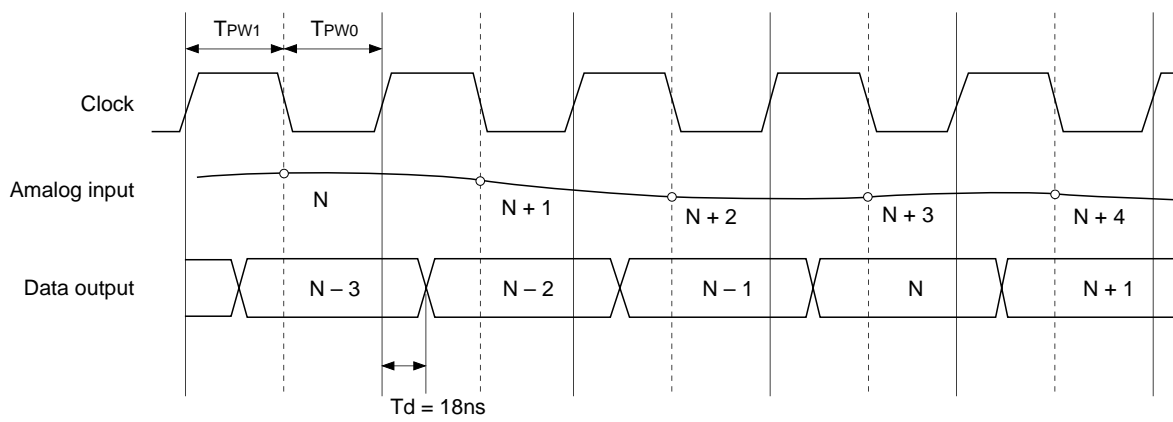 TPW1 TPW0
Clock
Amalog input
N N + 1 N + 2 N + 3 N + 4
Data output N – 3 N – 2 N – 1 N N + 1
Td = 18ns